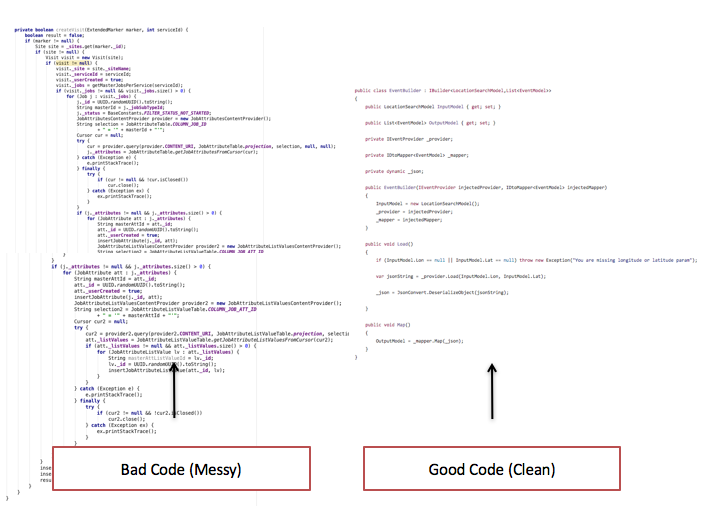 private boolean createVisit(ExtendedMarker marker, int serviceId) {
boolean result = false;
if (marker != null) {
Site site = _sites.get(marker._id);
if (site != null) {
Visit visit = new Visit(site);
if (visit != null) {
visit._site = site._siteName;
visit._serviceId = serviceId;
visit._userCreated = true;
visit._jobs = getMasterJobsPerService(serviceId);
if (visit._jobs != null && visit._jobs.size() > 0) {
for (Job j : visit._jobs) {
j._id = UUID.randomUUID().toString();
String masterId = j._jobSubTypeId;
j._status = BaseConstants.FILTER_STATUS_NOT_STARTED;
JobAttributesContentProvider provider = new JobAttributesContentProvider();
String selection = JobAttributeTable.COLUMN_JOB_ID
+ " = '" + masterId + "'";
Cursor cur = null;
try {
cur = provider.query(provider.CONTENT_URI, JobAttributeTable.projection, selection, null, null);
j._attributes = JobAttributeTable.getJobAttributesFromCursor(cur);
} catch (Exception e) {
e.printStackTrace();
} finally {
try {
if (cur != null && !cur.isClosed())
cur.close();
} catch (Exception ex) {
ex.printStackTrace();
}
}
if (j._attributes != null && j._attributes.size() > 0) {
for (JobAttribute att : j._attributes) {
String masterAttId = att._id;
att._id = UUID.randomUUID().toString();
att._userCreated = true;
insertJobAttribute(j._id, att);
JobAttributeListValuesContentProvider provider2 = new JobAttributeListValuesContentProvider();
String selection2 = JobAttributeListValueTable.COLUMN_JOB_ATT_ID
}
}
if (j._attributes != null && j._attributes.size() > 0) {
for (JobAttribute att : j._attributes) {
String masterAttId = att._id;
att._id = UUID.randomUUID().toString();
att._userCreated = true;
insertJobAttribute(j._id, att);
JobAttributeListValuesContentProvider provider2 = new JobAttributeListValuesContentProvider();
String selection2 = JobAttributeListValueTable.COLUMN_JOB_ATT_ID
+ " = '" + masterAttId + "'";
Cursor cur2 = null;
try {
cur2 = provider2.query(provider2.CONTENT_URI, JobAttributeListValueTable.projection, selectio
att._listValues = JobAttributeListValueTable.getJobAttributeListValuesFromCursor(cur2);
if (att._listValues != null && att._listValues.size() > 0) {
for (JobAttributeListValue lv : att._listValues) {
String masterAttListValueId = lv._id;
lv._id = UUID.randomUUID().toString();
insertJobAttributeListValue(att._id, lv);
}
}
} catch (Exception e) {
e.printStackTrace();
} finally {
try {
if (cur2 != null && !cur2.isClosed())
cur2.close();
} catch (Exception ex) {
ex.printStackTrace();
}
}
}
inse
inse
resu
}
}
}
Bad Code (Messy)
public class EventBuilder : IBuilder<LocationSearchModel,List<EventModel>>
{
public LocationSearchModel InputModel { get; set; }
public List<EventModel> OutputModel { get; set; }
private IEventProvider _provider;
private IDtoMapper<EventModel> _mapper;
private dynamic _json;
public EventBuilder(IEventProvider injectedProvider, IDtoMapper<EventModel> injectedMapper)
{
InputModel = new LocationSearchModel();
_provider = injectedProvider;
_mapper = injectedMapper;
}
public void Load()
{
if (InputModel.Lon == null || InputModel.Lat == null) throw new Exception("You are missing longitude or latitude param");
var jsonString = _provider.Load(InputModel.Lon, InputModel.Lat);
_json = JsonConvert.DeserializeObject(jsonString);
}
public void Map()
{
OutputModel = _mapper.Map(_json);
}
}
Good Code (Clean)